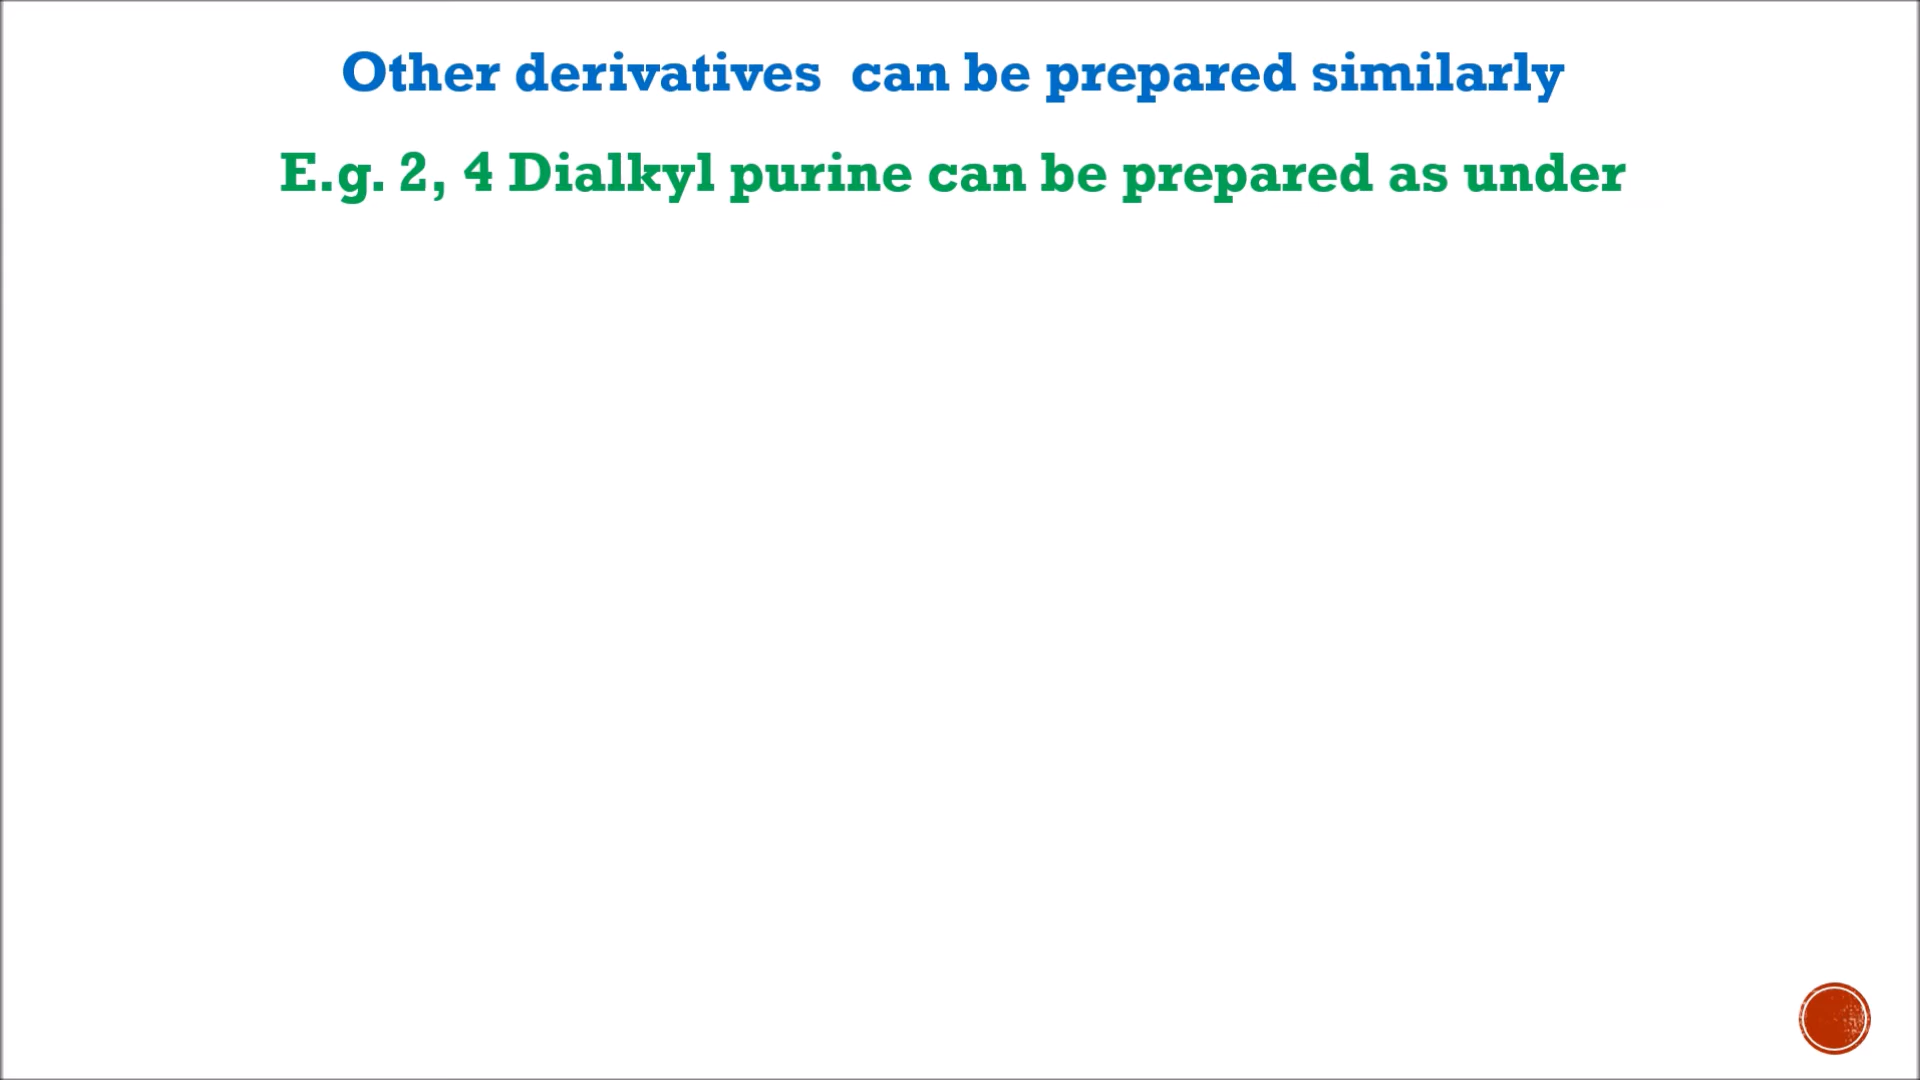 Other derivatives  can be prepared similarly
E.g. 2, 4 Dialkyl purine can be prepared as under